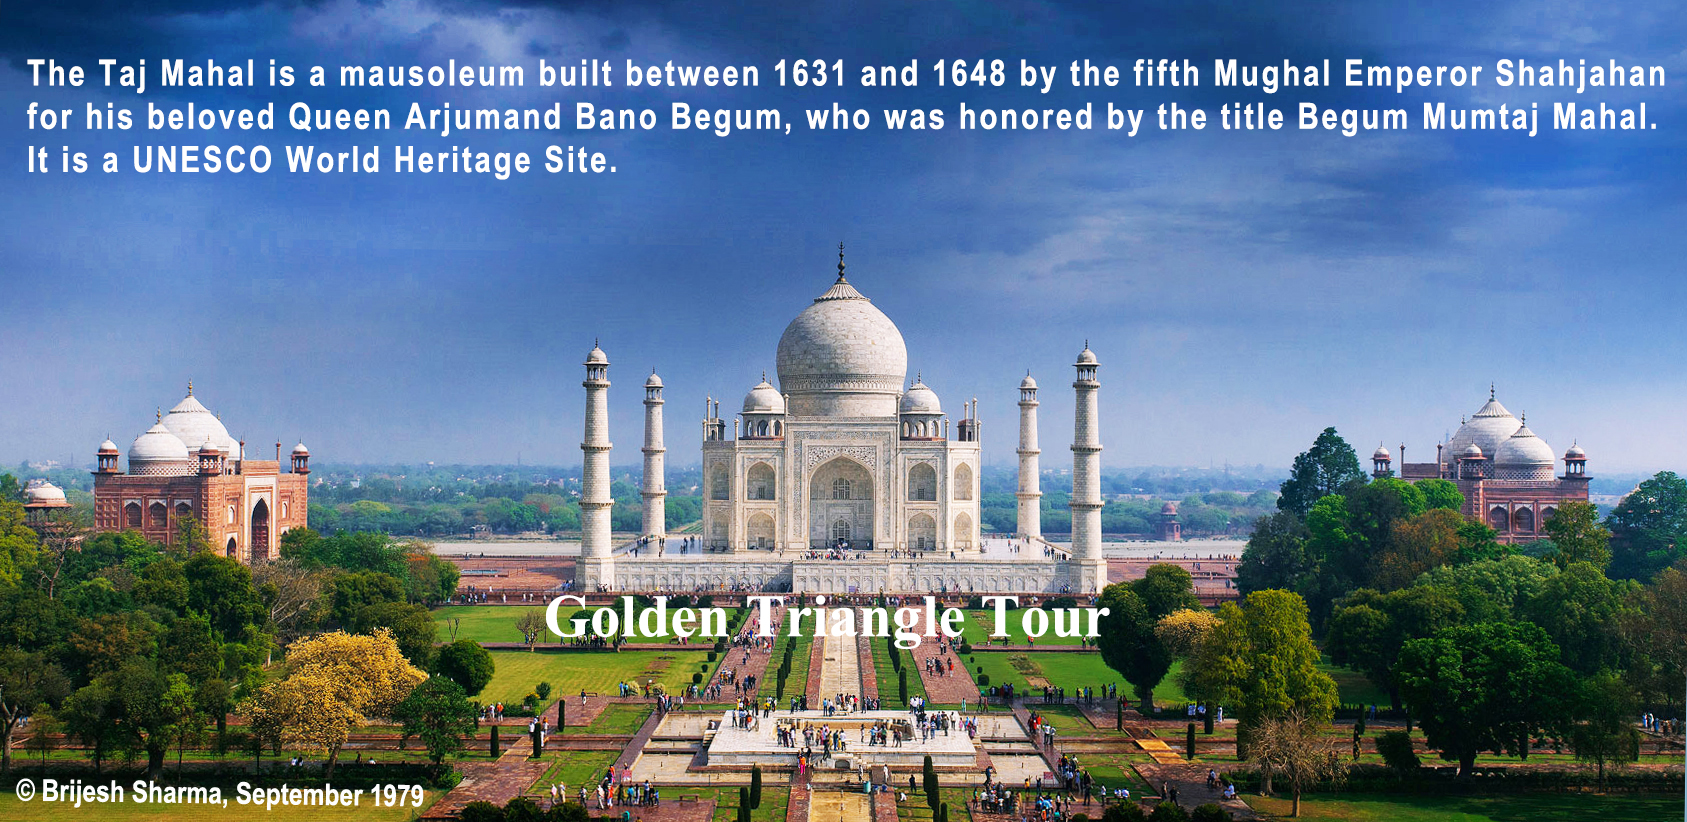 The Taj Mahal is a mausoleum built between 1631 and 1648 by the fifth Mughal Emperor Shahjahan
for his beloved Queen Arjumand Bano Begum, who was honored by the title Begum Mumtaj Mahal.
It is a UNESCO World Heritage Site.
Golden Triangle Tour
© Brijesh Sharma, September 1979